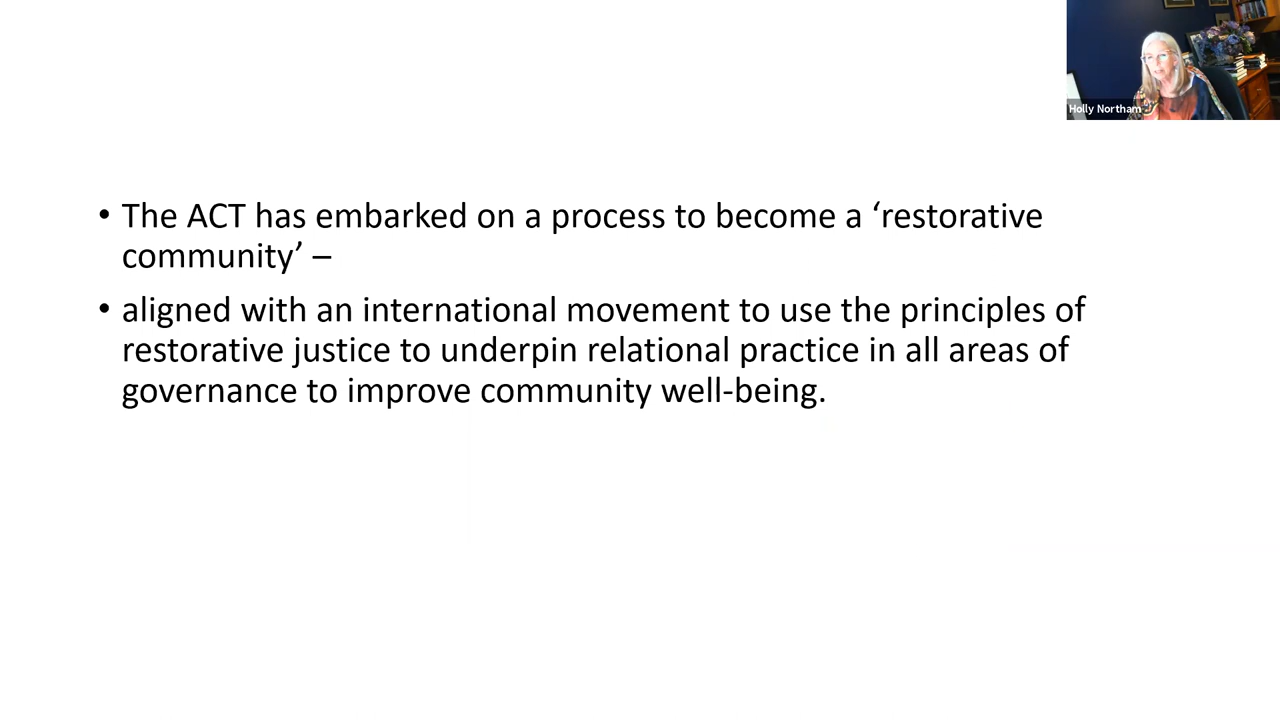 Holly Northam
• The ACT has embarked on a process to become a ‘restorative
community’ –
• aligned with an international movement to use the principles of
restorative justice to underpin relational practice in all areas of
governance to improve community well-being.